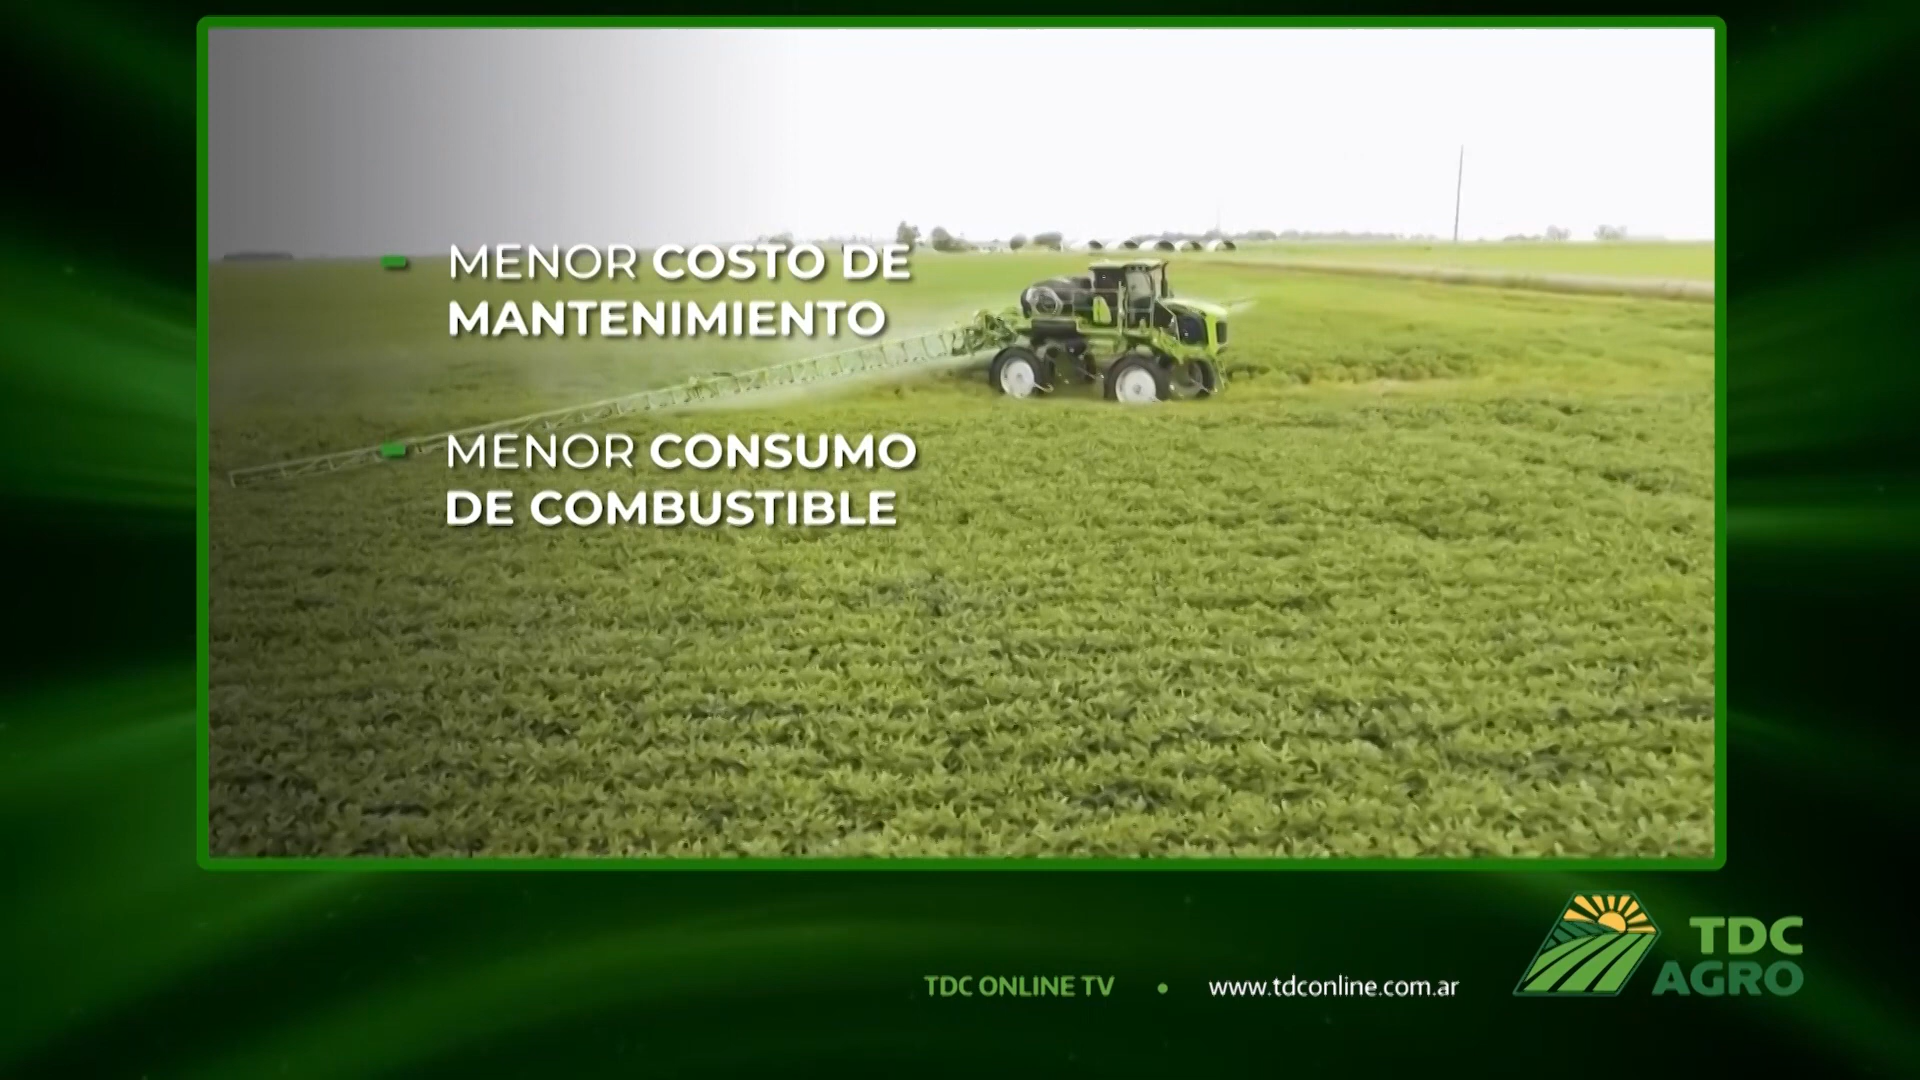 MENOR COSTO DE
MANTENIMIENTO
MENOR CONSUMO
DE COMBUSTIBLE
TDC ONLINE TV • www.tdconline.com.ar
TDC
AGRO